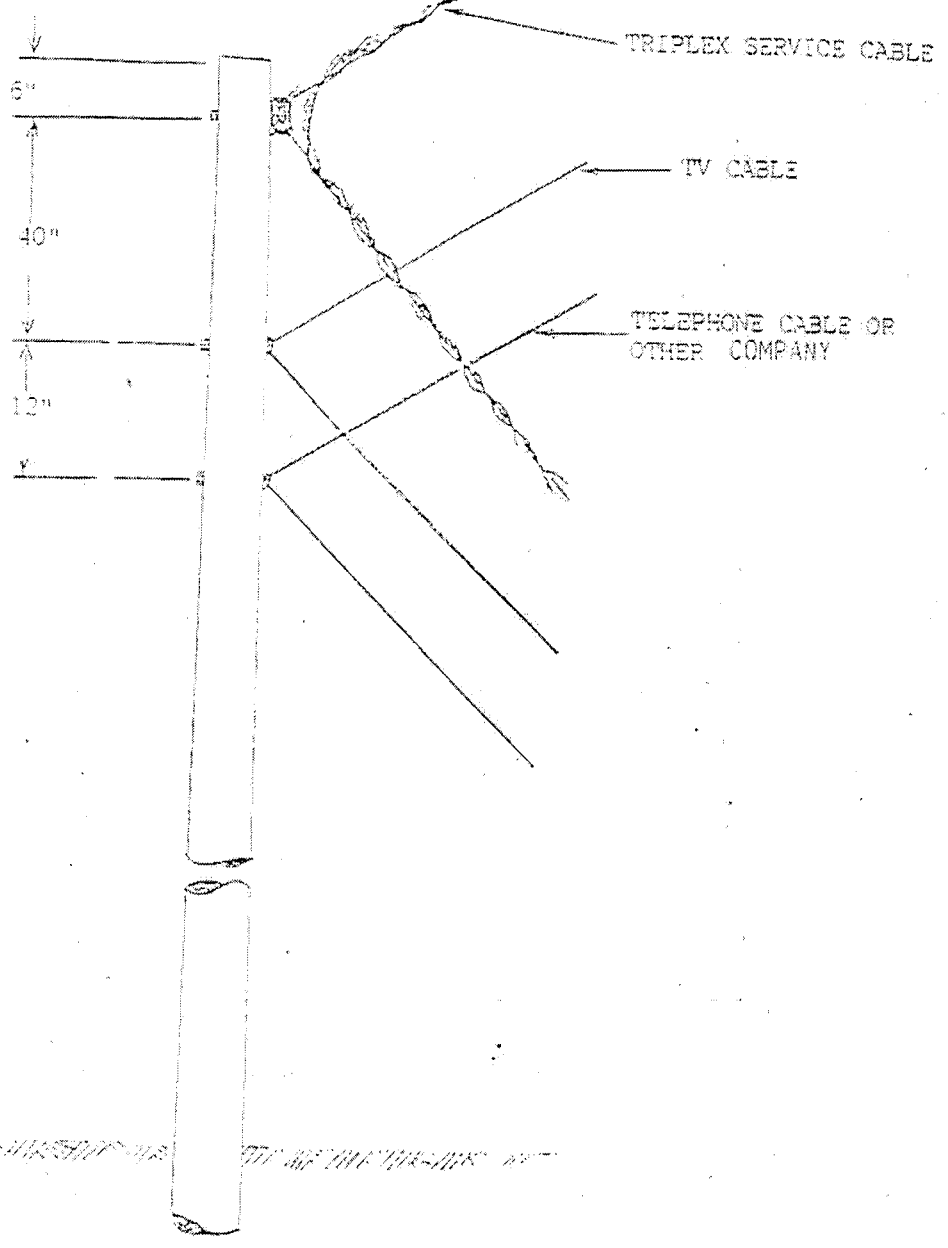 TRIPLEX SERVICE CABLE
6"
TV CABLE
40"
TELEPHONE CABLE OR
OTHER COMPANY
12"